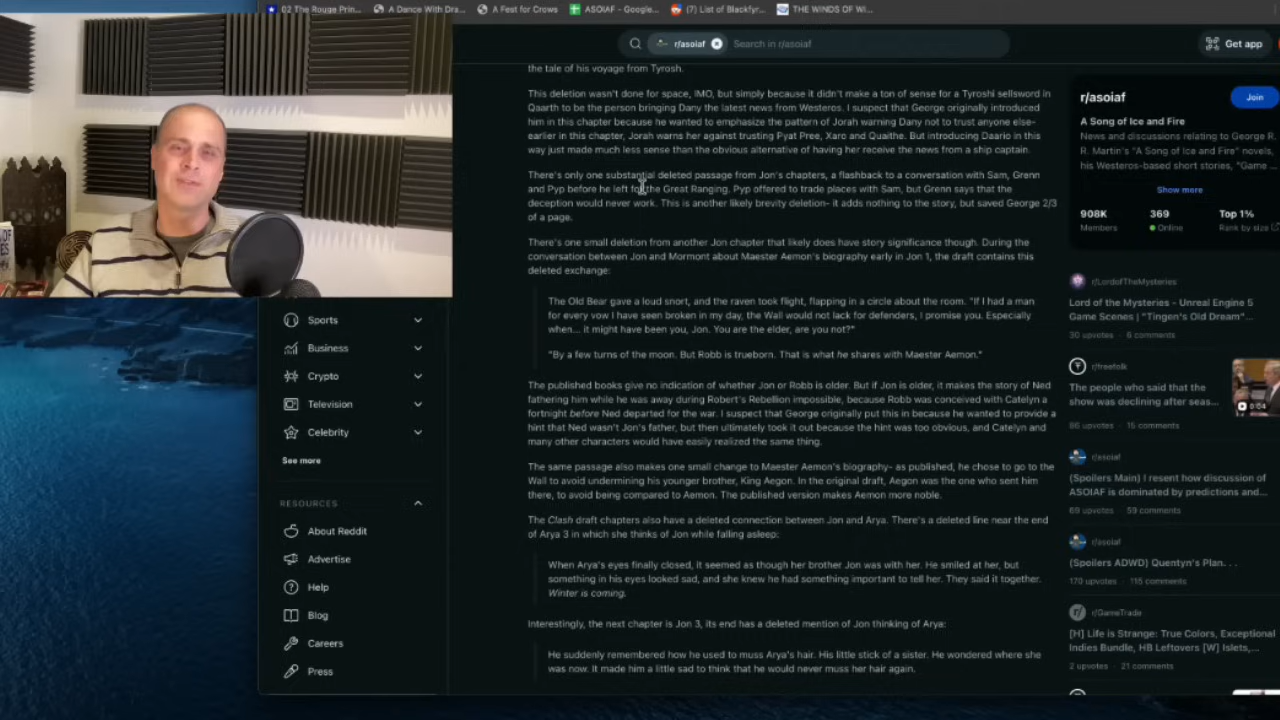 02 The Rouge Prin...
A Dance With Dra...
A Fest for Crows
ASOIAF - Google...
(7) List of Blackfyr...
THE WINDS OF WI...
r/asoiaf
Search in r/asoiaf
Get app
the tale of his voyage from Tyrosh.
This deletion wasn't done for space, IMO, but simply because it didn't make a ton of sense for a Tyroshi sellsword in
Qaarth to be the person bringing Dany the latest news from Westeros. I suspect that George originally introduced
him in this chapter because he wanted to emphasize the pattern of Jorah warning Dany not to trust anyone else-
earlier in this chapter, Jorah warns her against trusting Pyat Pree, Xaro and Quaithe. But introducing Daario in this
way just made much less sense than the obvious alternative of having her receive the news from a ship captain.
There's only one substantial deleted passage from Jon's chapters, a flashback to a conversation with Sam, Grenn
and Pyp before he left for the Great Ranging. Pyp offered to trade places with Sam, but Grenn says that the
deception would never work. This is another likely brevity deletion- it adds nothing to the story, but saved George 2/3
of a page.
There's one small deletion from another Jon chapter that likely does have story significance though. During the
conversation between Jon and Mormont about Maester Aemon's biography early in Jon 1, the draft contains this
deleted exchange:
The Old Bear gave a loud snort, and the raven took flight, flapping in a circle about the room. "If I had a man
for every vow I have seen broken in my day, the Wall would not lack for defenders, I promise you. Especially
when... it might have been you, Jon. You are the elder, are you not?"
"By a few turns of the moon. But Robb is trueborn. That is what he shares with Maester Aemon."
The published books give no indication of whether Jon or Robb is older. But if Jon is older, it makes the story of Ned
fathering him while he was away during Robert's Rebellion impossible, because Robb was conceived with Catelyn a
fortnight before Ned departed for the war. I suspect that George originally put this in because he wanted to provide a
hint that Ned wasn't Jon's father, but then ultimately took it out because the hint was too obvious, and Catelyn and
many other characters would have easily realized the same thing.
The same passage also makes one small change to Maester Aemon's biography- as published, he chose to go to the
Wall to avoid undermining his younger brother, King Aegon. In the original draft, Aegon was the one who sent him
there, to avoid being compared to Aemon. The published version makes Aemon more noble.
The Clash draft chapters also have a deleted connection between Jon and Arya. There's a deleted line near the end
of Arya 3 in which she thinks of Jon while falling asleep:
When Arya's eyes finally closed, it seemed as though her brother Jon was with her. He smiled at her, but
something in his eyes looked sad, and she knew he had something important to tell her. They said it together.
Winter is coming.
Interestingly, the next chapter is Jon 3, its end has a deleted mention of Jon thinking of Arya:
He suddenly remembered how he used to muss Arya's hair. His little stick of a sister. He wondered where she
was now. It made him a little sad to think that he would never muss her hair again.
Sports
Business
Crypto
Television
Celebrity
See more
RESOURCES
About Reddit
Advertise
Help
Blog
Careers
Press
r/asoiaf
Join
A Song of Ice and Fire
News and discussions relating to George R.
R. Martin's "A Song of Ice and Fire" novels,
his Westeros-based short stories, "Game ...
Show more
908K
369
Top 1%
Members
Online
Rank by size
r/LordofTheMysteries
Lord of the Mysteries - Unreal Engine 5
Game Scenes | "Tingen's Old Dream"...
30 upvotes · 6 comments
r/freefolk
The people who said that the
show was declining after seas...
86 upvotes · 15 comments
r/asoiaf
(Spoilers Main) I resent how discussion of
ASOIAF is dominated by predictions and...
69 upvotes · 59 comments
r/asoiaf
(Spoilers ADWD) Quentyn's Plan. . .
170 upvotes · 115 comments
r/GameTrade
[H] Life is Strange: True Colors, Exceptional
Indies Bundle, HB Leftovers [W] Islets,...
2 upvotes · 21 comments